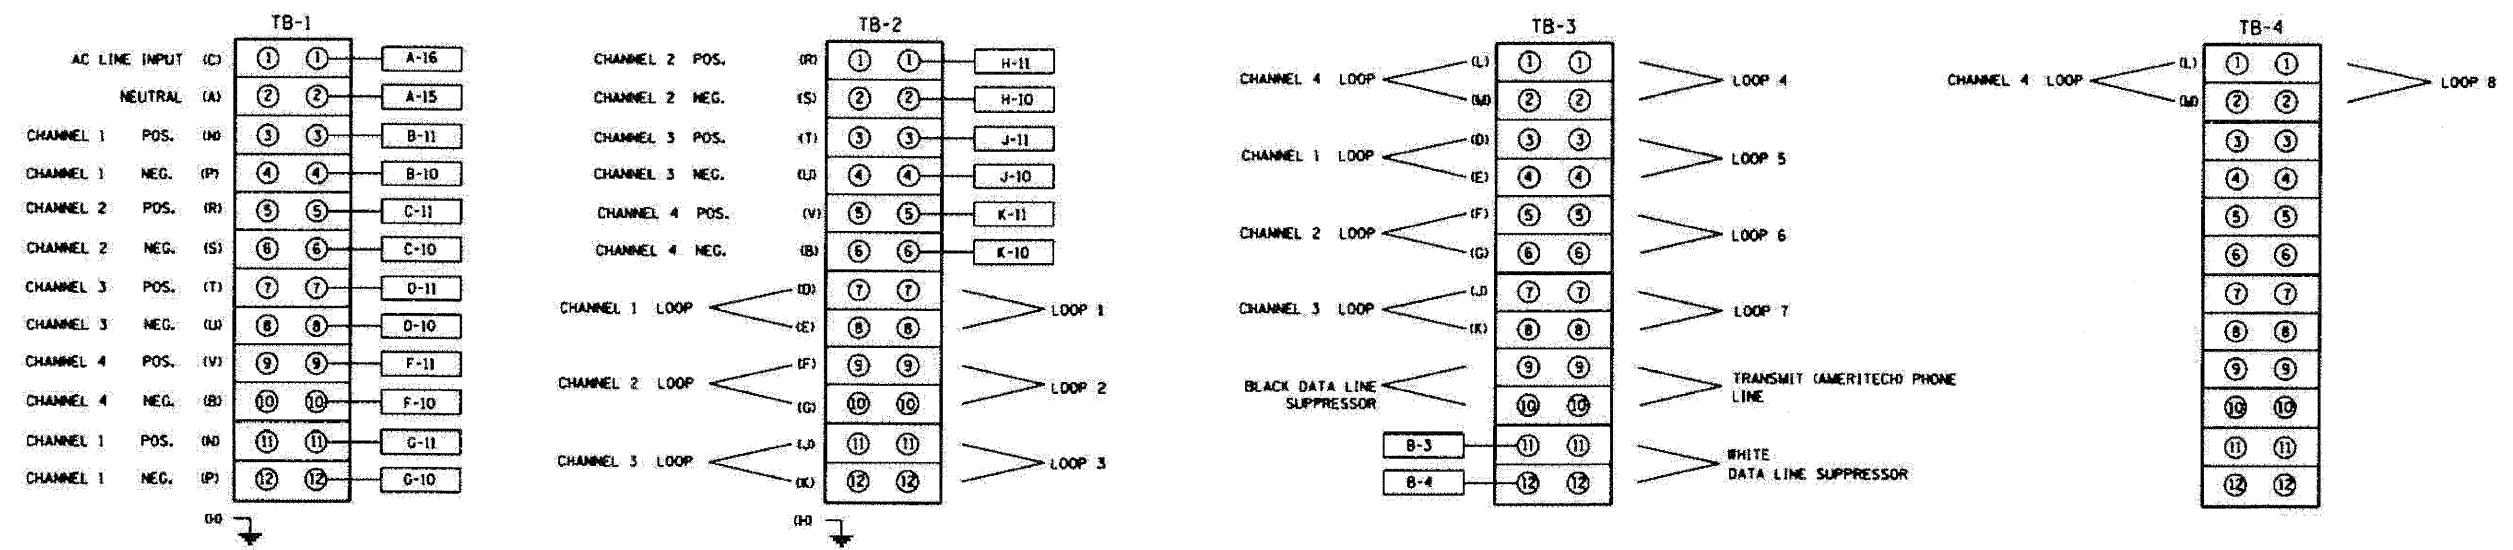 TB-1
AC LINE INPUT (C) 1 1 A-16
NEUTRAL (A) 2 2 A-15
CHANNEL 1 POS. (N) 3 3 B-11
CHANNEL 1 NEG. (P) 4 4 B-10
CHANNEL 2 POS. (R) 5 5 C-11
CHANNEL 2 NEG. (S) 6 6 C-10
CHANNEL 3 POS. (T) 7 7 D-11
CHANNEL 3 NEG. (U) 8 8 D-10
CHANNEL 4 POS. (V) 9 9 F-11
CHANNEL 4 NEG. (B) 10 10 F-10
CHANNEL 1 POS. (N) 11 11 G-11
CHANNEL 1 NEG. (P) 12 12 G-10
(H)
TB-2
CHANNEL 2 POS. (R) 1 1 H-11
CHANNEL 2 NEG. (S) 2 2 H-10
CHANNEL 3 POS. (T) 3 3 J-11
CHANNEL 3 NEG. (U) 4 4 J-10
CHANNEL 4 POS. (V) 5 5 K-11
CHANNEL 4 NEG. (B) 6 6 K-10
(D) 7 7
CHANNEL 1 LOOP LOOP 1
(E) 8 8
(F) 9 9
CHANNEL 2 LOOP LOOP 2
(G) 10 10
(J) 11 11
CHANNEL 3 LOOP LOOP 3
(K) 12 12
(H)
TB-3
(L) 1 1
CHANNEL 4 LOOP LOOP 4
(W) 2 2
(D) 3 3
CHANNEL 1 LOOP LOOP 5
(E) 4 4
(F) 5 5
CHANNEL 2 LOOP LOOP 6
(G) 6 6
(J) 7 7
CHANNEL 3 LOOP LOOP 7
(K) 8 8
9 9
BLACK DATA LINE
SUPPRESSOR
TRANSMIT (AMERITECH) PHONE
LINE
10 10
B-3 11 11
WHITE
DATA LINE SUPPRESSOR
B-4 12 12
TB-4
(L) 1 1
CHANNEL 4 LOOP LOOP 8
(W) 2 2
3 3
4 4
5 5
6 6
7 7
8 8
9 9
10 10
11 11
12 12